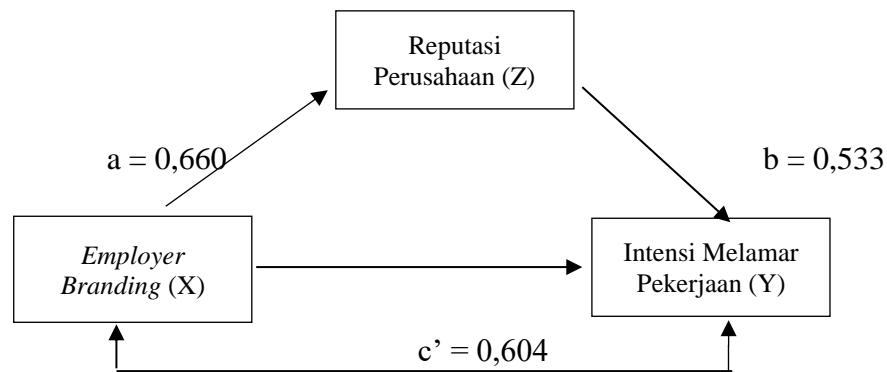 Reputasi
Perusahaan (Z)
a = 0,660
b = 0,533
Employer
Branding (X)
Intensi Melamar
Pekerjaan (Y)
c’ = 0,604